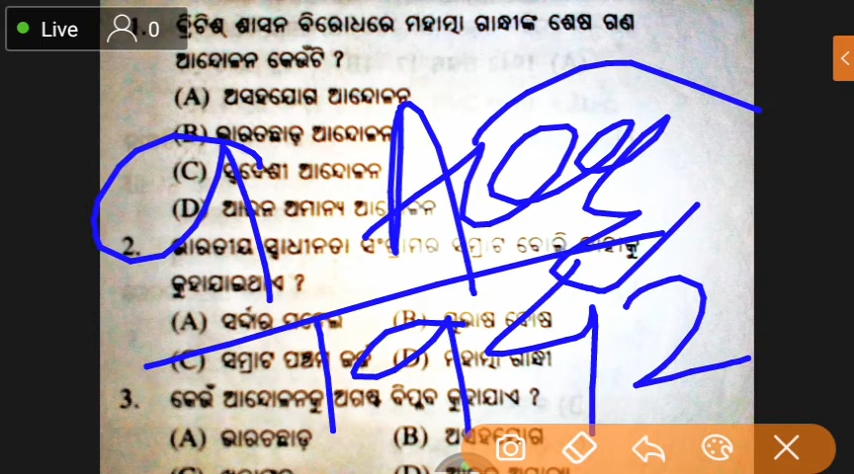 Live 0
1. ବ୍ରିଟିଶ୍ ଶାସନ ବିରୋଧରେ ମହାତ୍ମା ଗାନ୍ଧୀଙ୍କ ଶେଷ ଗଣ
ଆନ୍ଦୋଳନ କେଉଁଟି ?
(A) ଅସହଯୋଗ ଆନ୍ଦୋଳନ
(B) ଭାରତଛାଡ଼ ଆନ୍ଦୋଳନ
(C) ସ୍ୱଦେଶୀ ଆନ୍ଦୋଳନ
(D) ଆଇନ ଅମାନ୍ୟ
2. ଭାରତୀୟ ସ୍ୱାଧୀନତା ସଂଗ୍ରାମର ସମ୍ରାଟ ବୋଲି କାହାକୁ
କୁହାଯାଇଥାଏ ?
(A) ସର୍ଦ୍ଦାର ପଟେଲ (B) ସୁଭାଷ ବୋଷ
(C) ସମ୍ରାଟ ପଞ୍ଚମ ଜର୍ଜ (D) ମହାତ୍ମା ଗାନ୍ଧୀ
1942
3. କେଉଁ ଆନ୍ଦୋଳନକୁ ଅଗଷ୍ଟ ବିପ୍ଳବ କୁହାଯାଏ ?
(A) ଭାରତଛାଡ଼ (B) ଅସହଯୋଗ